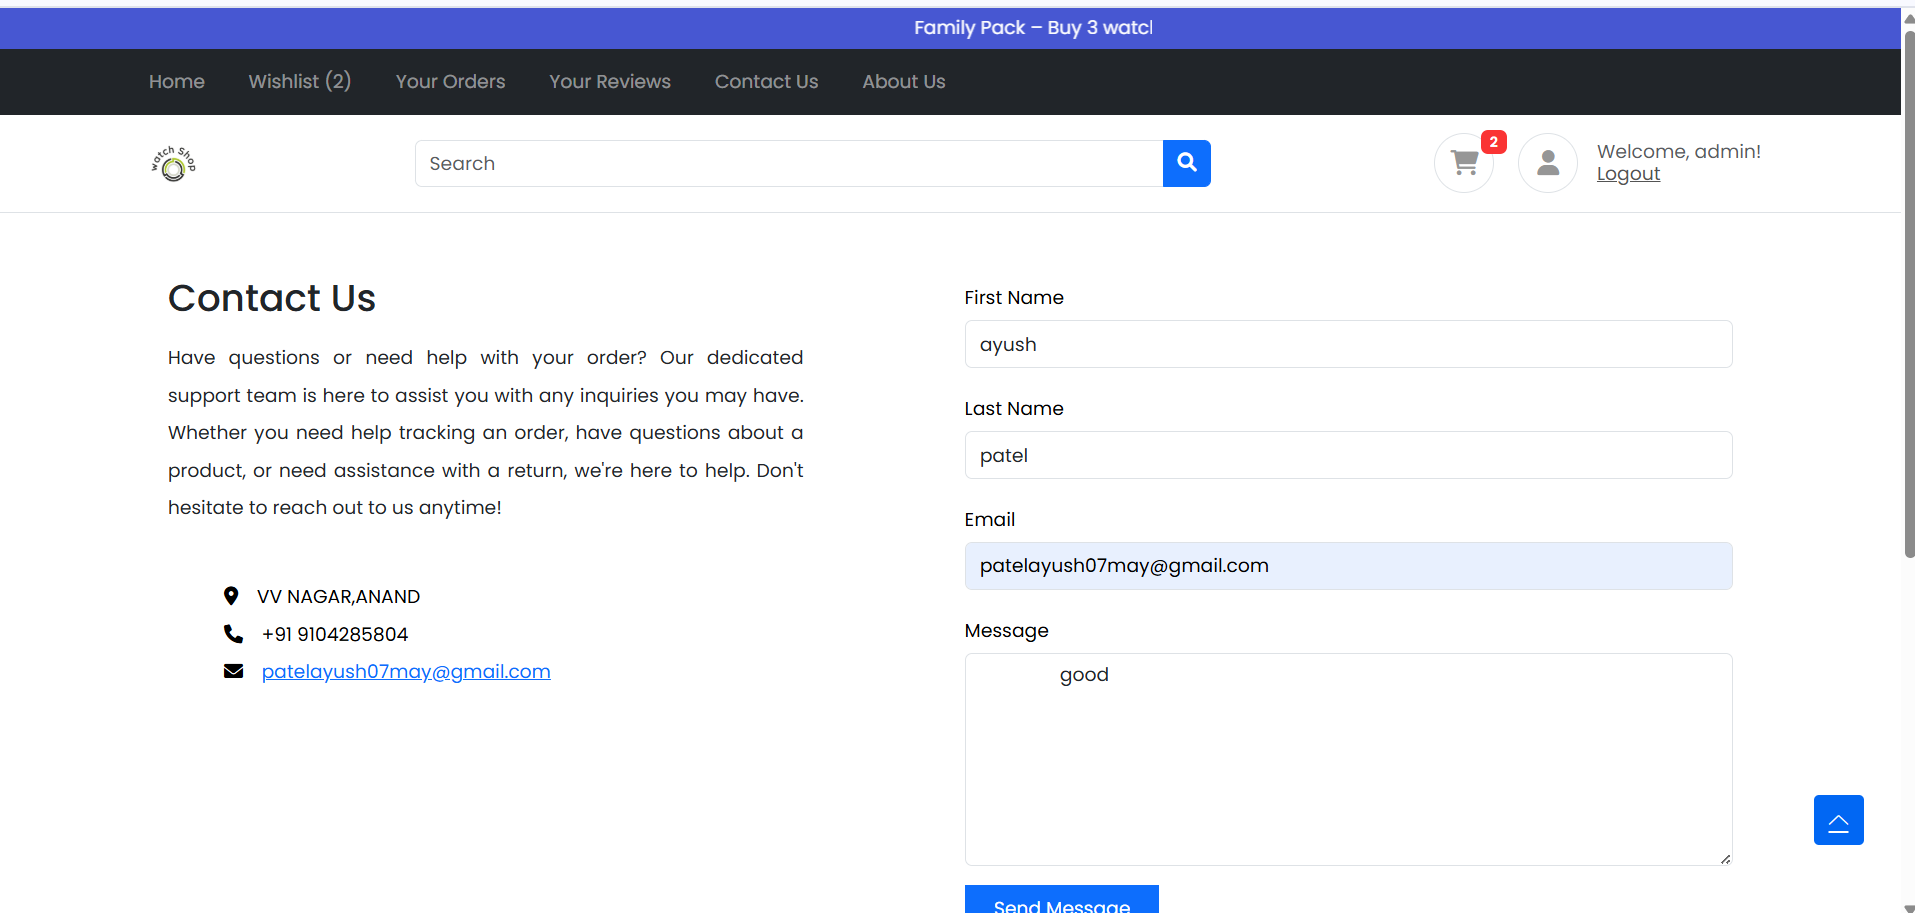 Family Pack – Buy 3 watch
Home Wishlist (2) Your Orders Your Reviews Contact Us About Us
watch Shop
Search
2
Welcome, admin!
Logout
Contact Us
Have questions or need help with your order? Our dedicated
support team is here to assist you with any inquiries you may have.
Whether you need help tracking an order, have questions about a
product, or need assistance with a return, we're here to help. Don't
hesitate to reach out to us anytime!
VV NAGAR,ANAND
+91 9104285804
patelayush07may@gmail.com
First Name
ayush
Last Name
patel
Email
patelayush07may@gmail.com
Message
good
Send Message